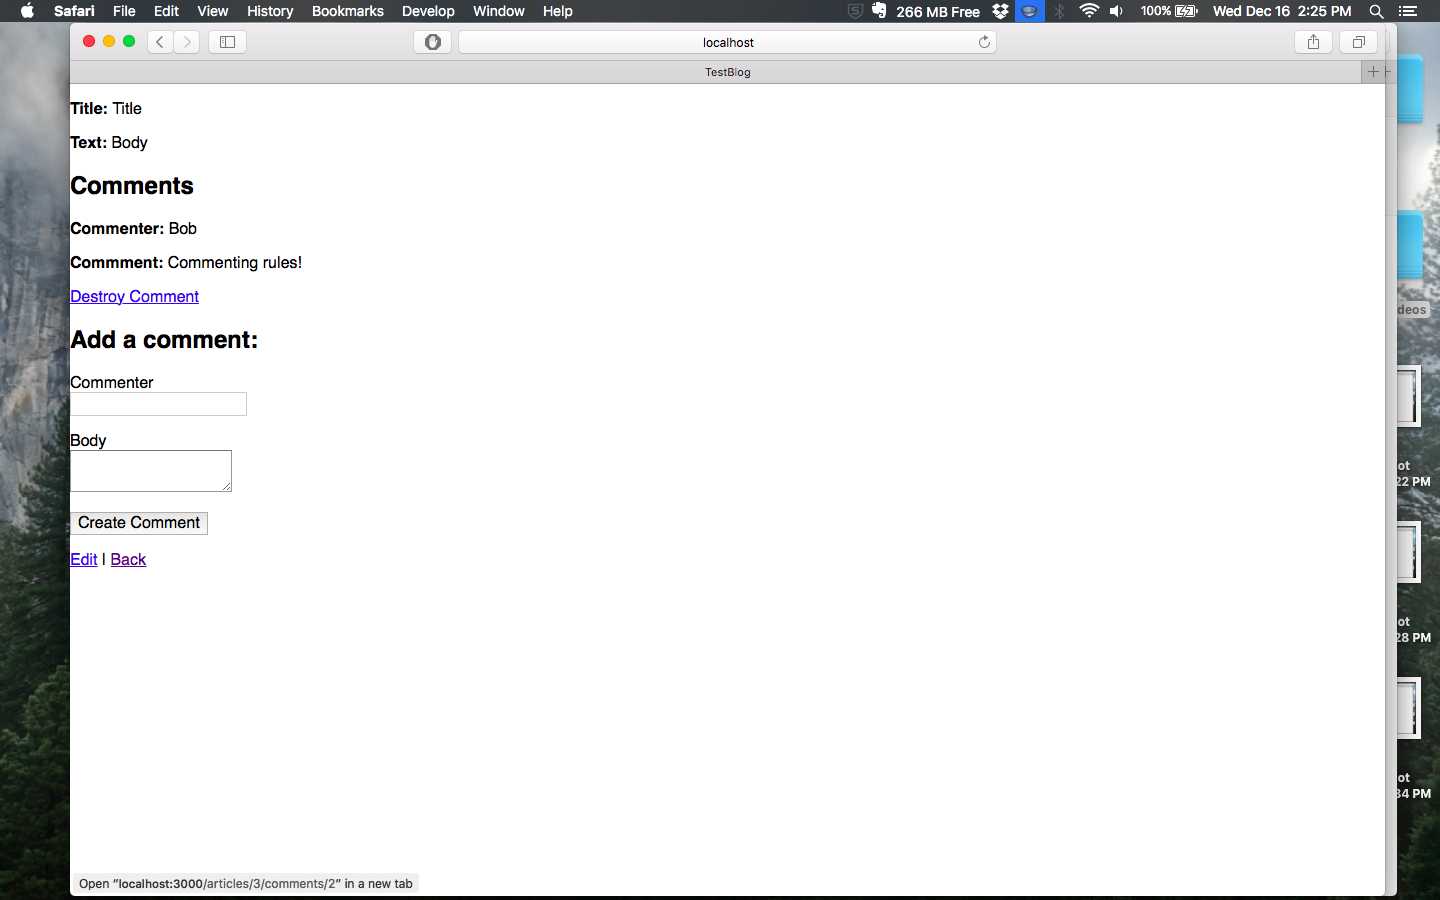 Safari File Edit View History Bookmarks Develop Window Help 266 MB Free 100% Wed Dec 16 2:25 PM
localhost
TestBlog
Title: Title
Text: Body
Comments
Commenter: Bob
Commment: Commenting rules!
Destroy Comment
Add a comment:
Commenter
Body
Create Comment
Edit | Back
Open “localhost:3000/articles/3/comments/2” in a new tab
deos
ot
22 PM
ot
28 PM
ot
34 PM